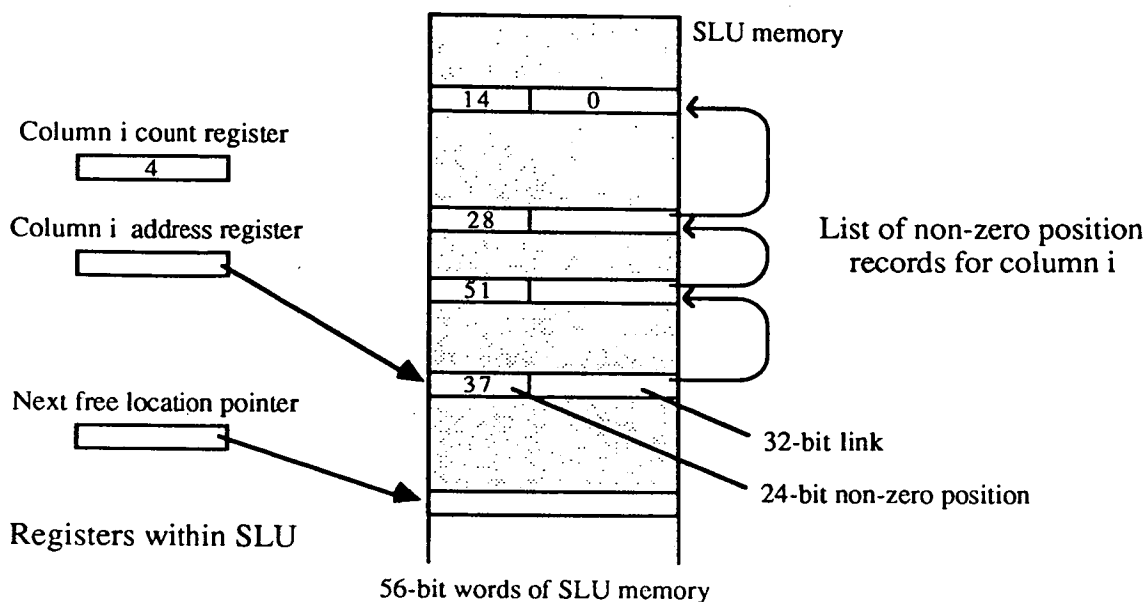 SLU memory
14 0
Column i count register
4
28
Column i address register
List of non-zero position
records for column i
51
37
Next free location pointer
32-bit link
24-bit non-zero position
Registers within SLU
56-bit words of SLU memory